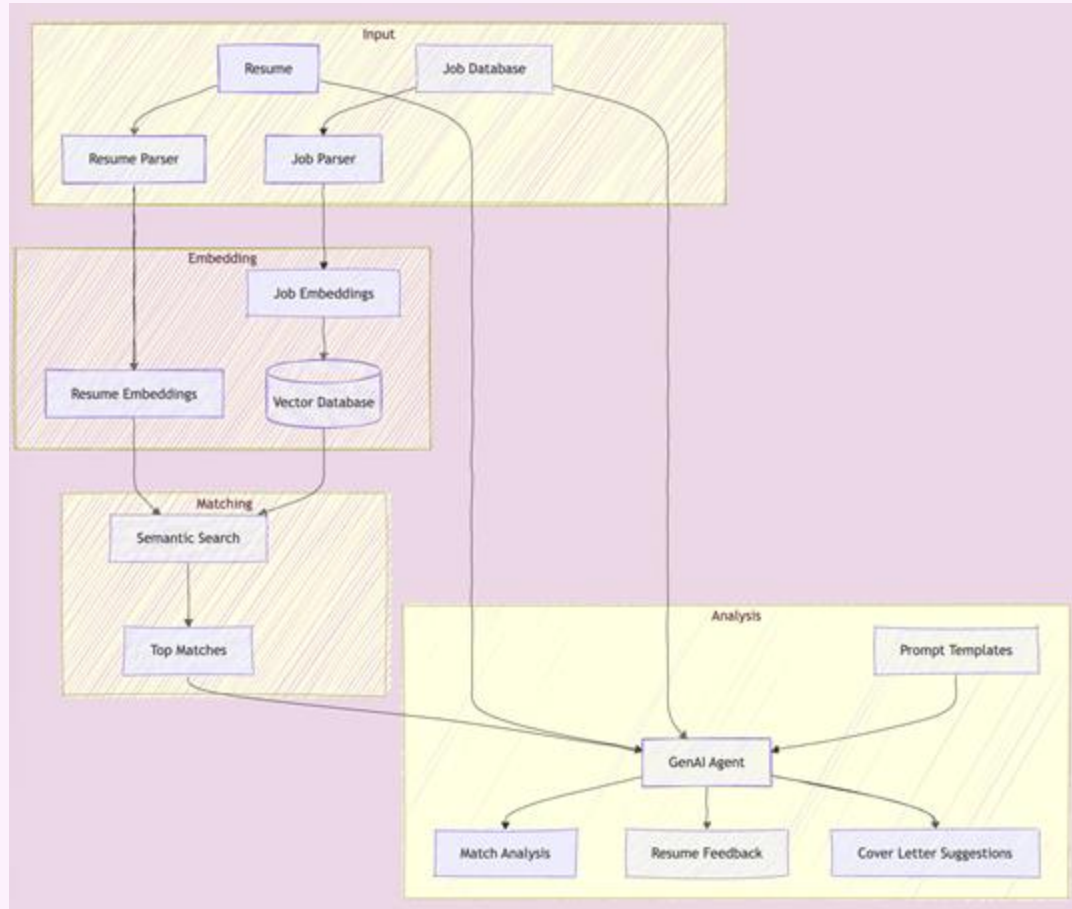 Input
Resume
Job Database
Resume Parser
Job Parser
Embedding
Job Embeddings
Resume Embeddings
Vector Database
Matching
Semantic Search
Top Matches
Analysis
Prompt Templates
GenAI Agent
Match Analysis
Resume Feedback
Cover Letter Suggestions